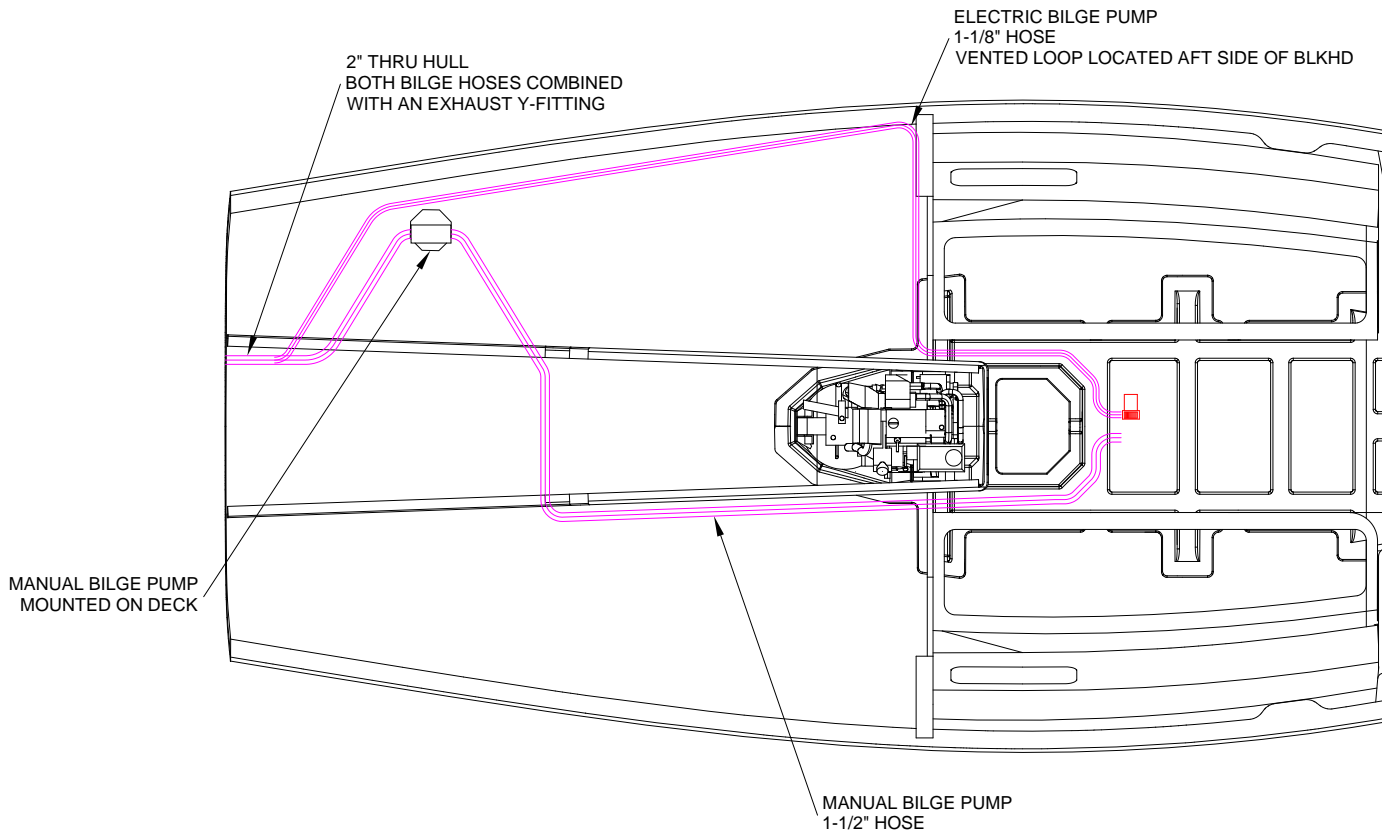 ELECTRIC BILGE PUMP
1-1/8" HOSE
VENTED LOOP LOCATED AFT SIDE OF BLKHD
2" THRU HULL
BOTH BILGE HOSES COMBINED
WITH AN EXHAUST Y-FITTING
MANUAL BILGE PUMP
MOUNTED ON DECK
MANUAL BILGE PUMP
1-1/2" HOSE